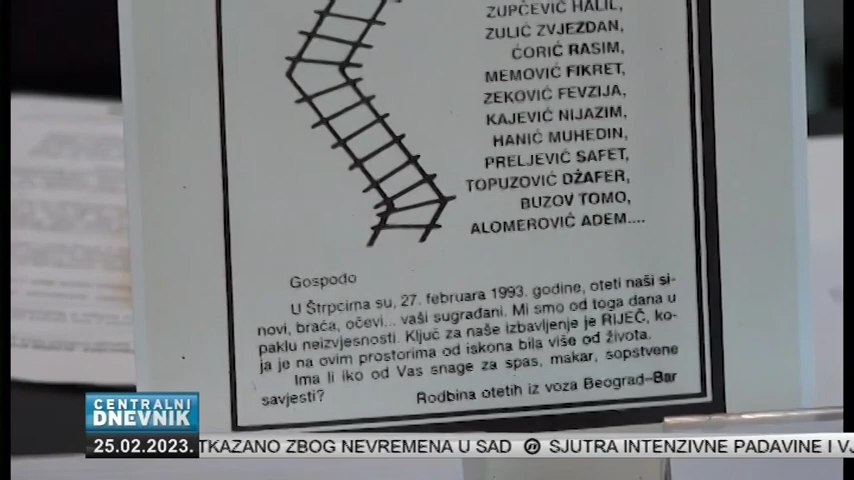 ZUPČEVIĆ HALIL,
ZULIĆ ZVJEZDAN,
ĆORIĆ RASIM,
MEMOVIĆ FIKRET,
ZEKOVIĆ FEVZIJA,
KAJEVIĆ NIJAZIM,
HANIĆ MUHEDIN,
PRELJEVIĆ SAFET,
TOPUZOVIĆ DŽAFER,
BUZOV TOMO,
ALOMEROVIĆ ADEM....
Gospodo
U Štrpcima su, 27. februara 1993. godine, oteti naši si-
novi, braća, očevi... vaši sugrađani. Mi smo od toga dana u
paklu neizvjesnosti. Ključ za naše izbavljenje je RIJEČ, ko-
ja je na ovim prostorima od iskona bila više od života.
Ima li iko od Vas snage za spas, makar, sopstvene
savjesti?
Rodbina otetih iz voza Beograd–Bar
CENTRALNI
DNEVNIK
25.02.2023. TKAZANO ZBOG NEVREMENA U SAD SJUTRA INTENZIVNE PADAVINE I VJ